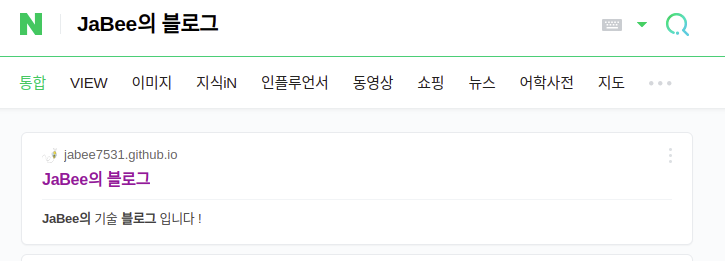 N JaBee의 블로그
통합 VIEW 이미지 지식iN 인플루언서 동영상 쇼핑 뉴스 어학사전 지도
jabee7531.github.io
JaBee의 블로그
JaBee의 기술 블로그 입니다 !